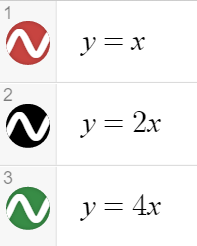 1
y = x
2
y = 2x
3
y = 4x